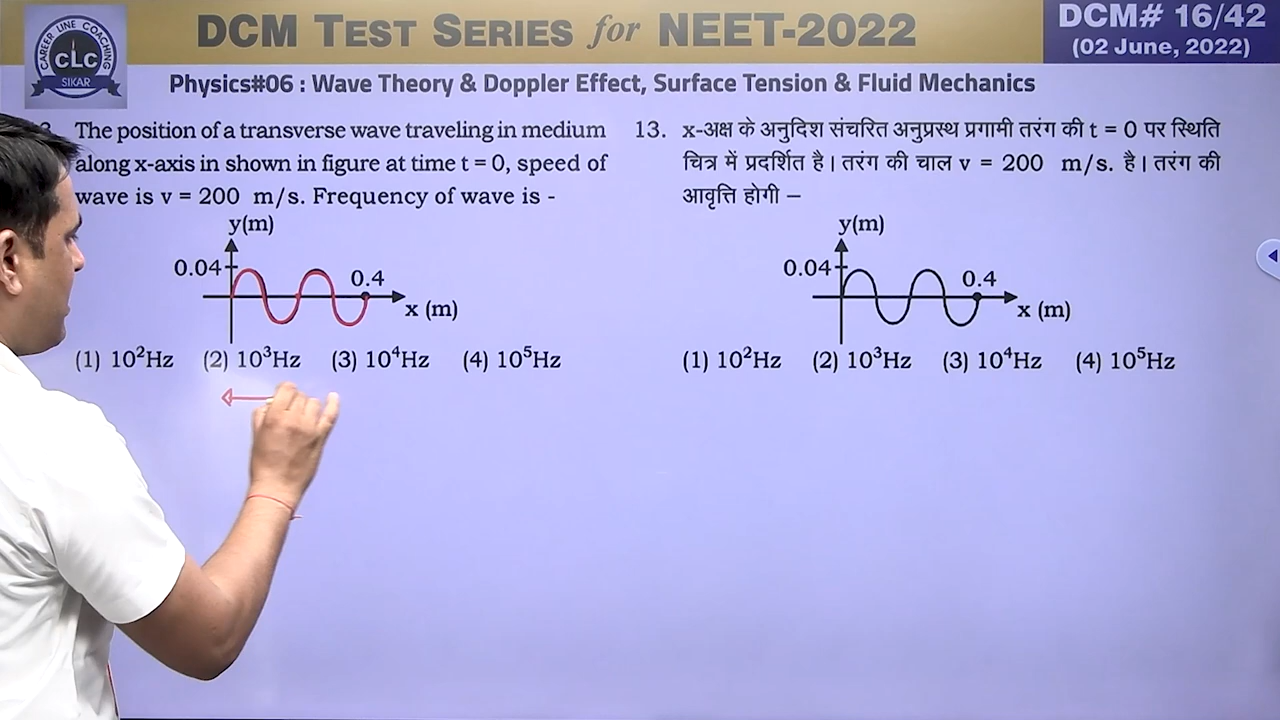 DCM TEST SERIES for NEET-2022
DCM# 16/42
(02 June, 2022)
CAREER LINE COACHING
CLC
SIKAR
Physics#06 : Wave Theory & Doppler Effect, Surface Tension & Fluid Mechanics
The position of a transverse wave traveling in medium
along x-axis in shown in figure at time t = 0, speed of
wave is v = 200 m/s. Frequency of wave is -
y(m)
0.04
0.4
x (m)
(1) 10²Hz (2) 10³Hz (3) 10⁴Hz (4) 10⁵Hz
13. x-अक्ष के अनुदिश संचरित अनुप्रस्थ प्रगामी तरंग की t = 0 पर स्थिति
चित्र में प्रदर्शित है। तरंग की चाल v = 200 m/s. है। तरंग की
आवृत्ति होगी –
y(m)
0.04
0.4
x (m)
(1) 10²Hz (2) 10³Hz (3) 10⁴Hz (4) 10⁵Hz